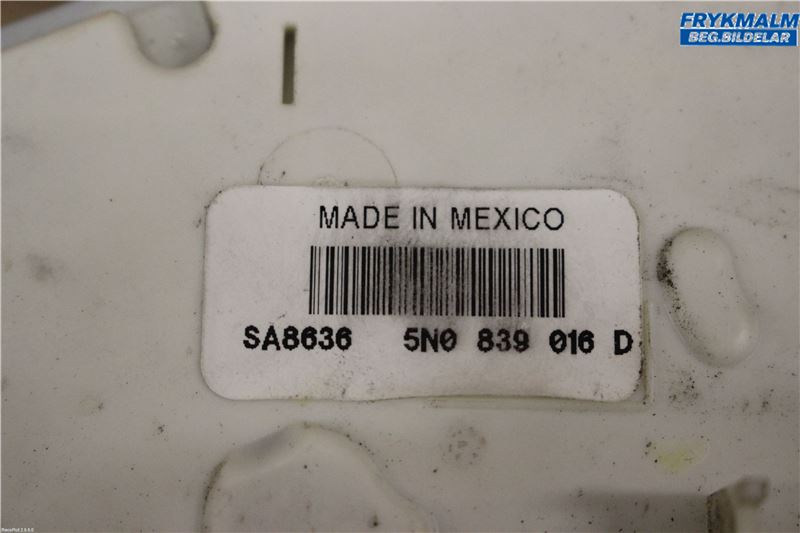 FRYKMALM
BEG.BILDELAR
MADE IN MEXICO
SA8636 5N0 839 016 D